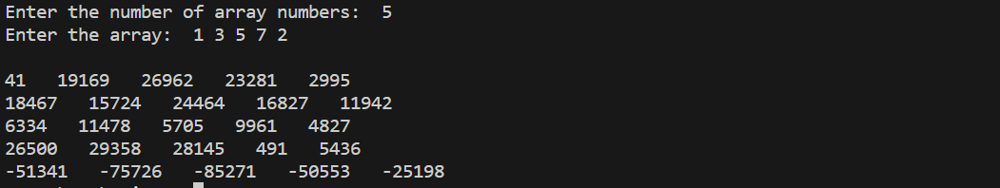 Enter the number of array numbers:  5
Enter the array:  1 3 5 7 2

41   19169   26962   23281   2995
18467   15724   24464   16827   11942
6334   11478   5705   9961   4827
26500   29358   28145   491   5436
-51341   -75726   -85271   -50553   -25198